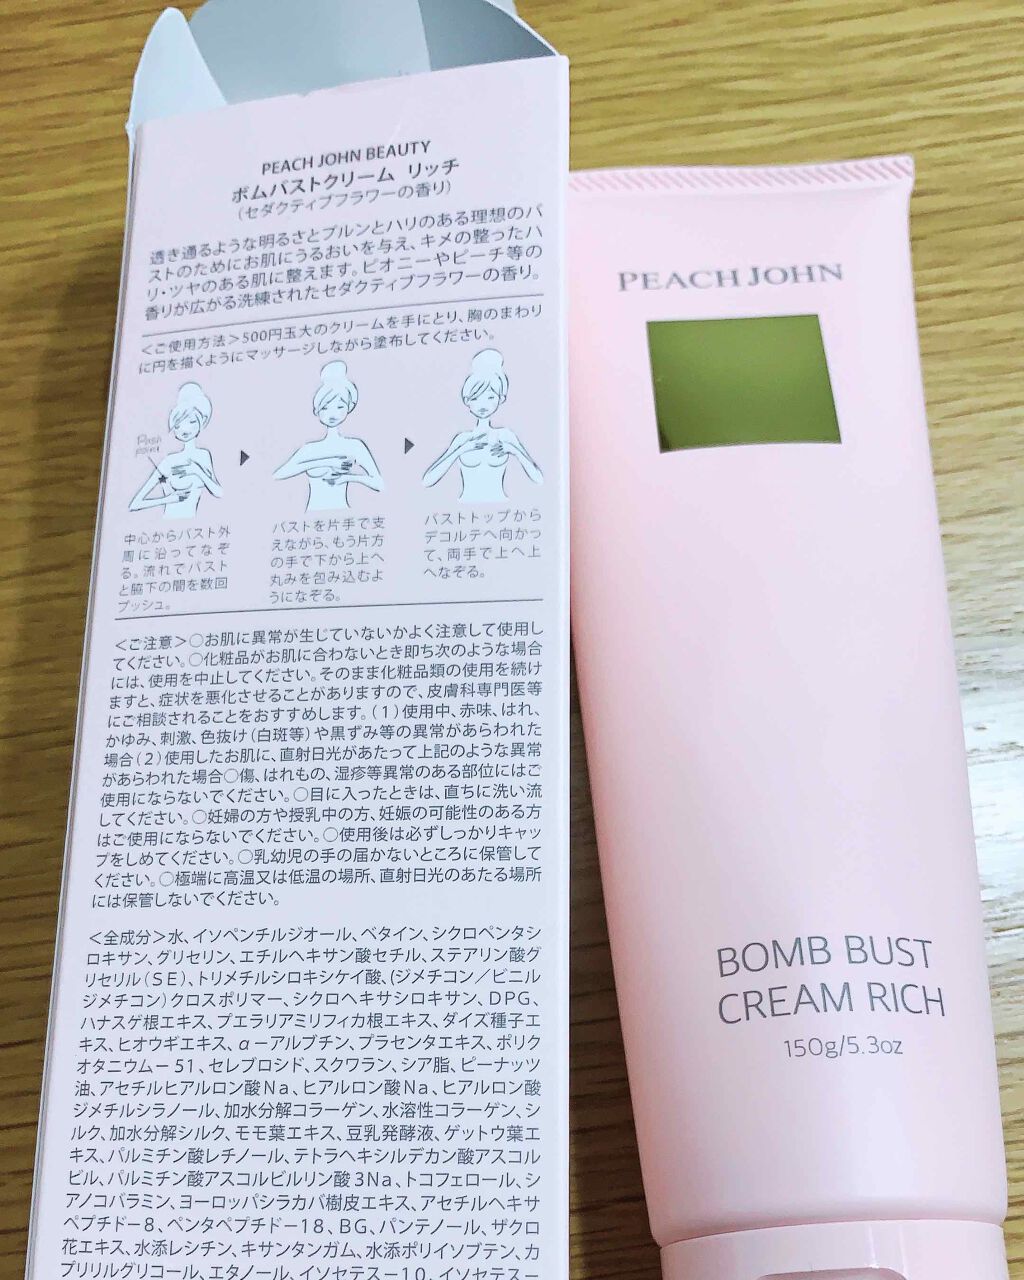 PEACH JOHN BEAUTY
ボムバストクリーム リッチ
（セダクティブフラワーの香り）
透き通るような明るさとプルンとハリのある理想のバ
ストのためにお肌にうるおいを与え、キメの整ったハ
リ・ツヤのある肌に整えます。ピオニーやピーチ等の
香りが広がる洗練されたセダクティブフラワーの香り。
＜ご使用方法＞500円玉大のクリームを手にとり、胸のまわり
に円を描くようにマッサージしながら塗布してください。
Push
point
中心からバスト外
周に沿ってなぞ
る。流れでバスト
と脇下の間を数回
プッシュ。
バストを片手で支
えながら、もう片方
の手で下から上へ
丸みを包み込むよ
うになぞる。
バストトップから
デコルテへ向かっ
て、両手で上へ上
へなぞる。
＜ご注意＞○お肌に異常が生じていないかよく注意して使用し
てください。○化粧品がお肌に合わないとき即ち次のような場合
には、使用を中止してください。そのまま化粧品類の使用を続け
ますと、症状を悪化させることがありますので、皮膚科専門医等
にご相談されることをおすすめします。（1）使用中、赤味、はれ、
かゆみ、刺激、色抜け（白斑等）や黒ずみ等の異常があらわれた
場合（2）使用したお肌に、直射日光があたって上記のような異常
があらわれた場合○傷、はれもの、湿疹等異常のある部位にはご
使用にならないでください。○目に入ったときは、直ちに洗い流
してください。○妊婦の方や授乳中の方、妊娠の可能性のある方
はご使用にならないでください。○使用後は必ずしっかりキャッ
プをしめてください。○乳幼児の手の届かないところに保管して
ください。○極端に高温又は低温の場所、直射日光のあたる場所
には保管しないでください。
＜全成分＞水、イソペンチルジオール、ベタイン、シクロペンタシ
ロキサン、グリセリン、エチルヘキサン酸セチル、ステアリン酸グ
リセリル（SE）、トリメチルシロキシケイ酸、（ジメチコン／ビニル
ジメチコン）クロスポリマー、シクロヘキサシロキサン、DPG、
ハナスゲ根エキス、プエラリアミリフィカ根エキス、ダイズ種子エ
キス、ヒオウギエキス、α－アルブチン、プラセンタエキス、ポリク
オタニウム－51、セレブロシド、スクワラン、シア脂、ピーナッツ
油、アセチルヒアルロン酸Na、ヒアルロン酸Na、ヒアルロン酸
ジメチルシラノール、加水分解コラーゲン、水溶性コラーゲン、シ
ルク、加水分解シルク、モモ葉エキス、豆乳発酵液、ゲットウ葉エ
キス、パルミチン酸レチノール、テトラヘキシルデカン酸アスコル
ビル、パルミチン酸アスコルビルリン酸3Na、トコフェロール、シ
アノコバラミン、ヨーロッパシラカバ樹皮エキス、アセチルヘキサ
ペプチド－8、ペンタペプチド－18、BG、パンテノール、ザクロ
花エキス、水添レシチン、キサンタンガム、水添ポリイソブテン、カ
プリリルグリコール、エタノール、イソセテス－10、イソセテス－
PEACH JOHN
BOMB BUST
CREAM RICH
150g/5.3oz